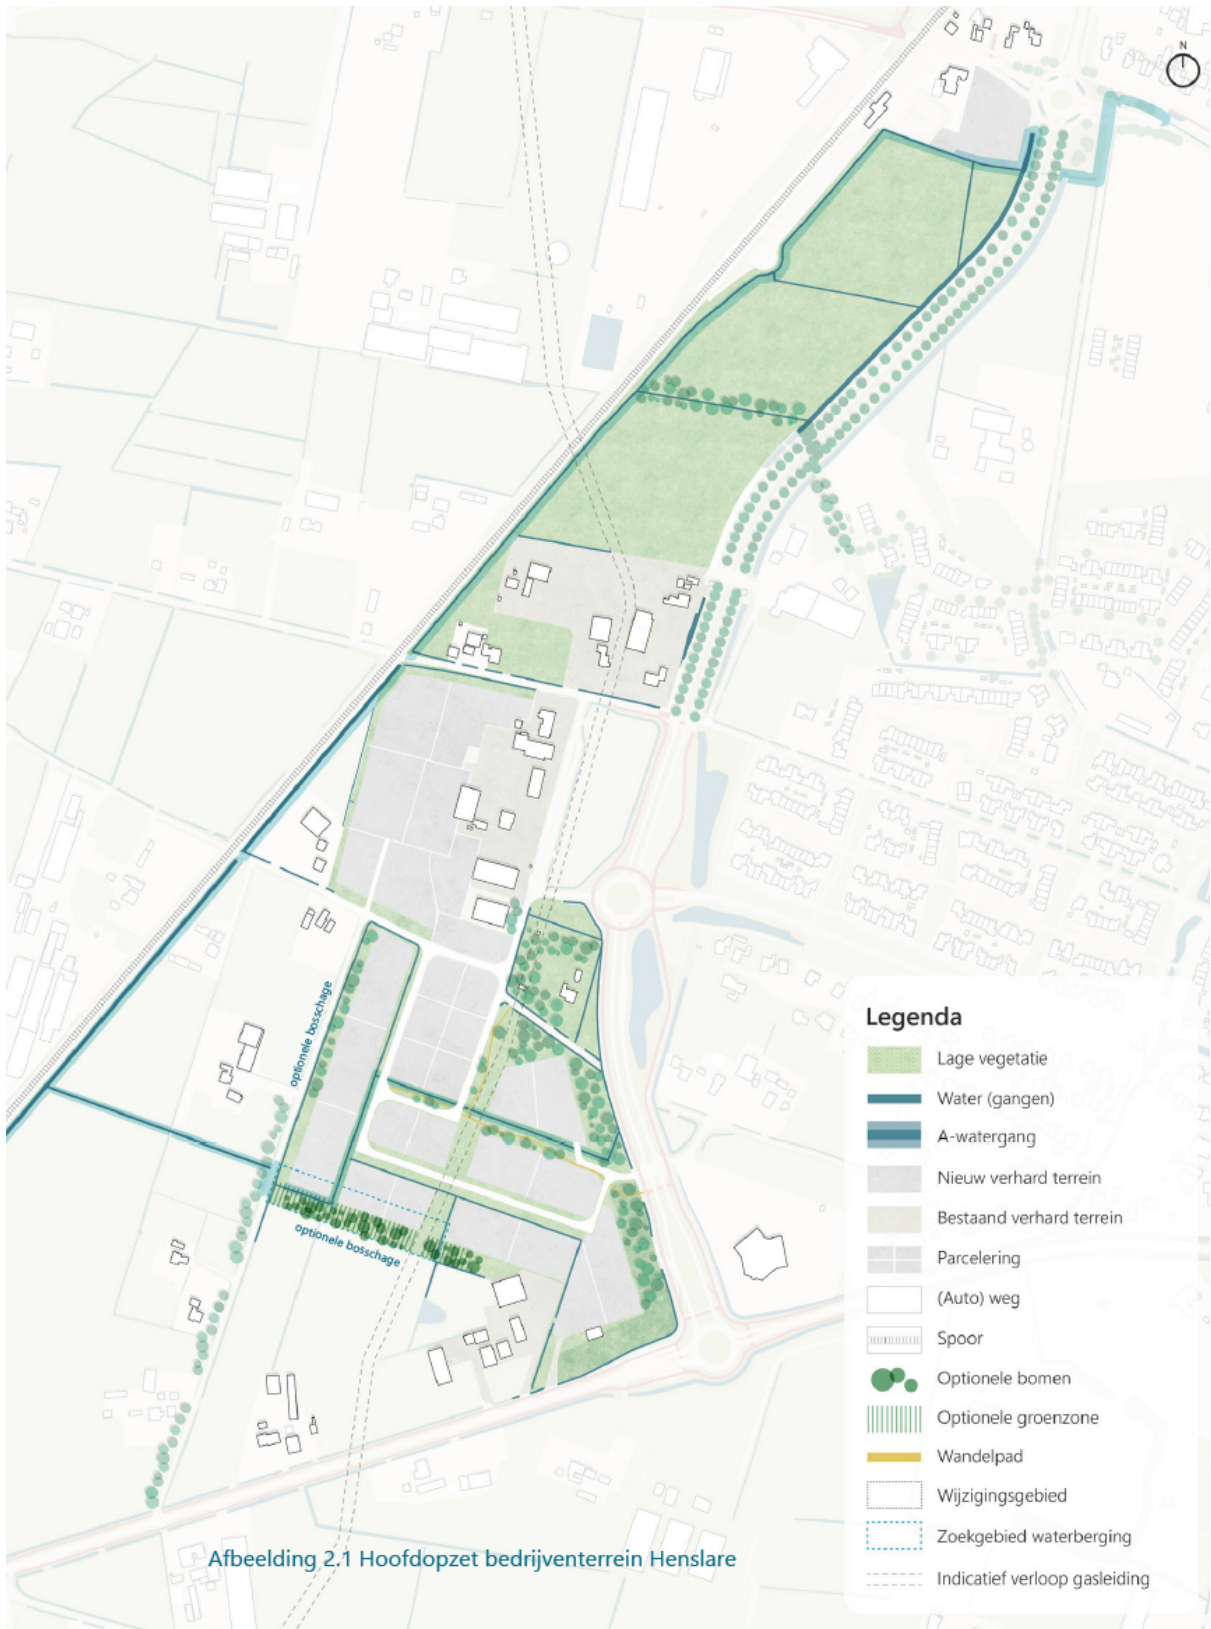 N
optionele bosschage
optionele bosschage
Legenda
Lage vegetatie
Water (gangen)
A-watergang
Nieuw verhard terrein
Bestaand verhard terrein
Parcelering
(Auto) weg
Spoor
Optionele bomen
Optionele groenzone
Wandelpad
Wijzigingsgebied
Zoekgebied waterberging
Indicatief verloop gasleiding
Afbeelding 2.1 Hoofdopzet bedrijventerrein Henslare